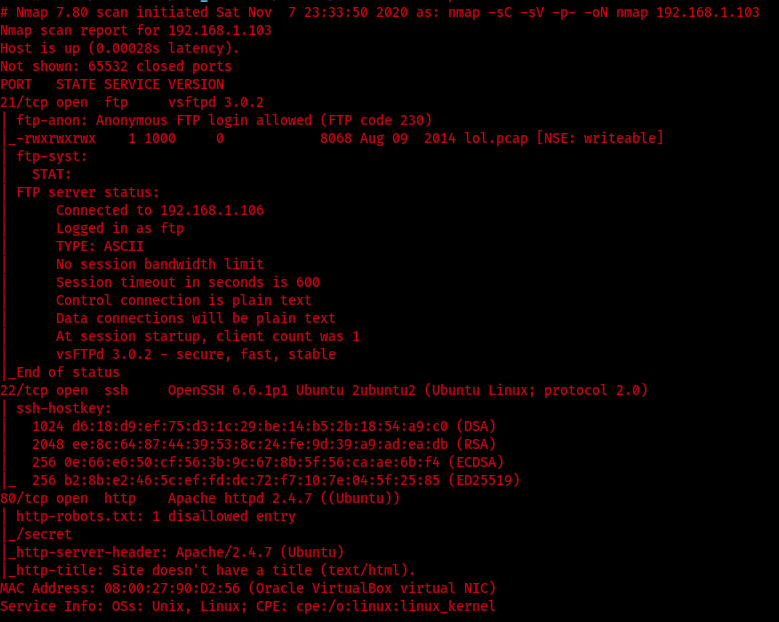 # Nmap 7.80 scan initiated Sat Nov  7 23:33:50 2020 as: nmap -sC -sV -p- -oN nmap 192.168.1.103
Nmap scan report for 192.168.1.103
Host is up (0.00028s latency).
Not shown: 65532 closed ports
PORT   STATE SERVICE VERSION
21/tcp open  ftp     vsftpd 3.0.2
| ftp-anon: Anonymous FTP login allowed (FTP code 230)
|_-rwxrwxrwx    1 1000     0            8068 Aug 09  2014 lol.pcap [NSE: writeable]
| ftp-syst:
|   STAT:
| FTP server status:
|      Connected to 192.168.1.106
|      Logged in as ftp
|      TYPE: ASCII
|      No session bandwidth limit
|      Session timeout in seconds is 600
|      Control connection is plain text
|      Data connections will be plain text
|      At session startup, client count was 1
|      vsFTPd 3.0.2 - secure, fast, stable
|_End of status
22/tcp open  ssh     OpenSSH 6.6.1p1 Ubuntu 2ubuntu2 (Ubuntu Linux; protocol 2.0)
| ssh-hostkey:
|   1024 d6:18:d9:ef:75:d3:1c:29:be:14:b5:2b:18:54:a9:c0 (DSA)
|   2048 ee:8c:64:87:44:39:53:8c:24:fe:9d:39:a9:ad:ea:db (RSA)
|   256 0e:66:e6:50:cf:56:3b:9c:67:8b:5f:56:ca:ae:6b:f4 (ECDSA)
|_  256 b2:8b:e2:46:5c:ef:fd:dc:72:f7:10:7e:04:5f:25:85 (ED25519)
80/tcp open  http    Apache httpd 2.4.7 ((Ubuntu))
| http-robots.txt: 1 disallowed entry
|_/secret
|_http-server-header: Apache/2.4.7 (Ubuntu)
|_http-title: Site doesn't have a title (text/html).
MAC Address: 08:00:27:90:D2:56 (Oracle VirtualBox virtual NIC)
Service Info: OSs: Unix, Linux; CPE: cpe:/o:linux:linux_kernel